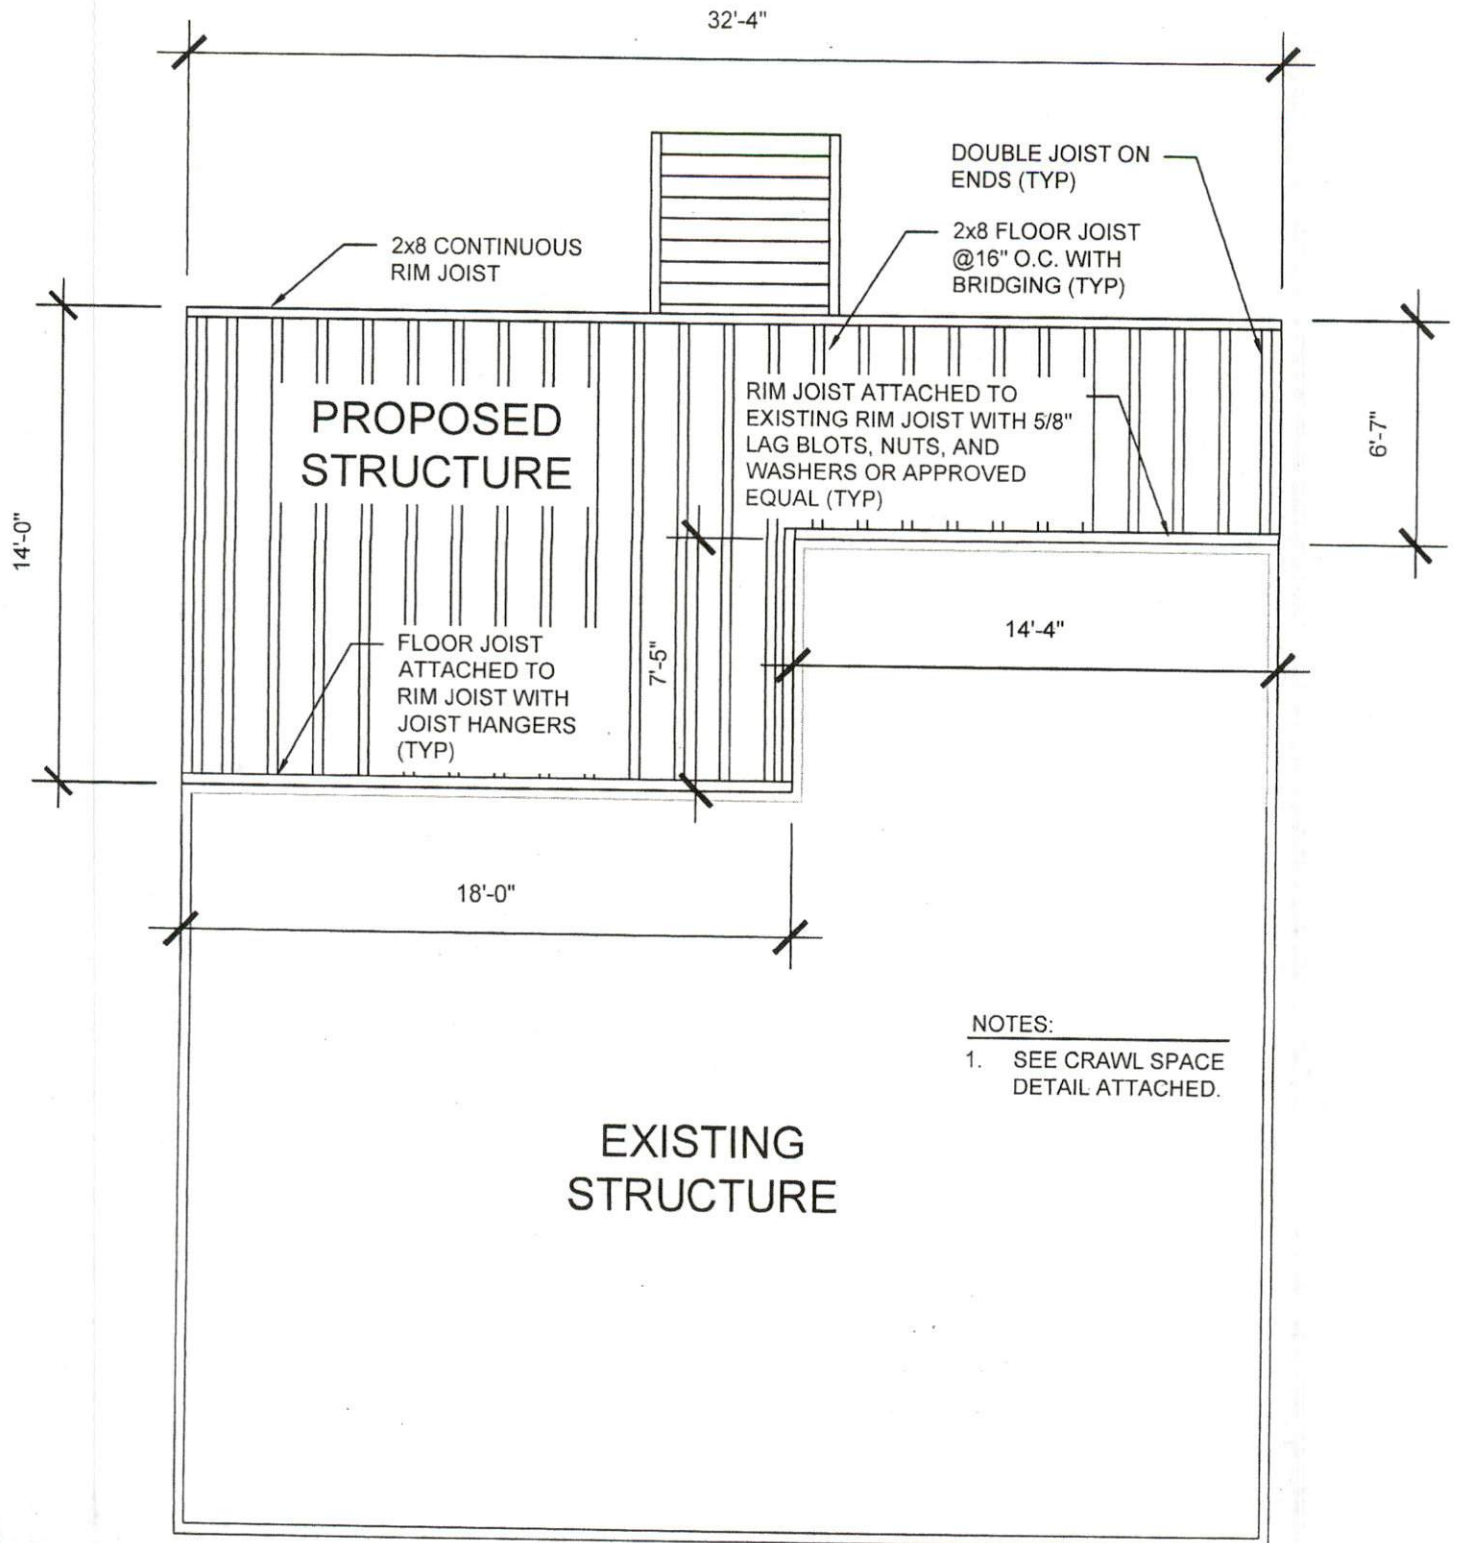 32'-4"
DOUBLE JOIST ON
ENDS (TYP)
2x8 CONTINUOUS
RIM JOIST
2x8 FLOOR JOIST
@16" O.C. WITH
BRIDGING (TYP)
PROPOSED
STRUCTURE
RIM JOIST ATTACHED TO
EXISTING RIM JOIST WITH 5/8"
LAG BLOTS, NUTS, AND
WASHERS OR APPROVED
EQUAL (TYP)
6'-7"
14'-0"
FLOOR JOIST
ATTACHED TO
RIM JOIST WITH
JOIST HANGERS
(TYP)
7'-5"
14'-4"
18'-0"
NOTES:
1. SEE CRAWL SPACE
DETAIL ATTACHED.
EXISTING
STRUCTURE